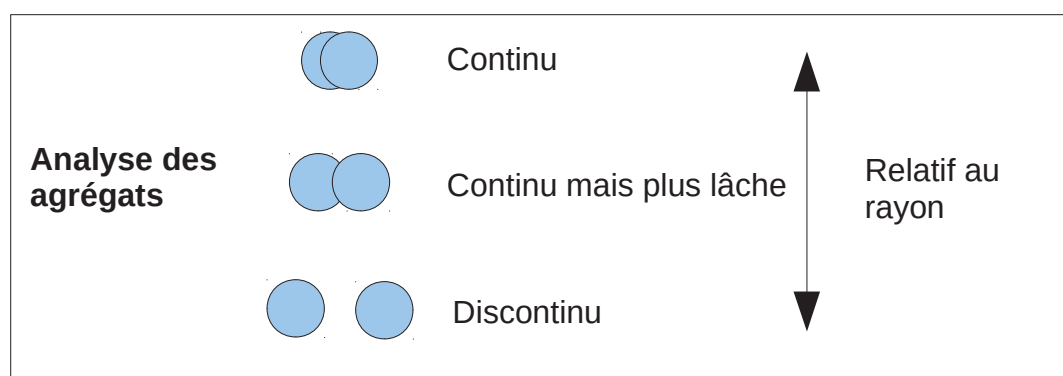 Continu
Analyse des
agrégats
Continu mais plus lâche
Relatif au
rayon
Discontinu